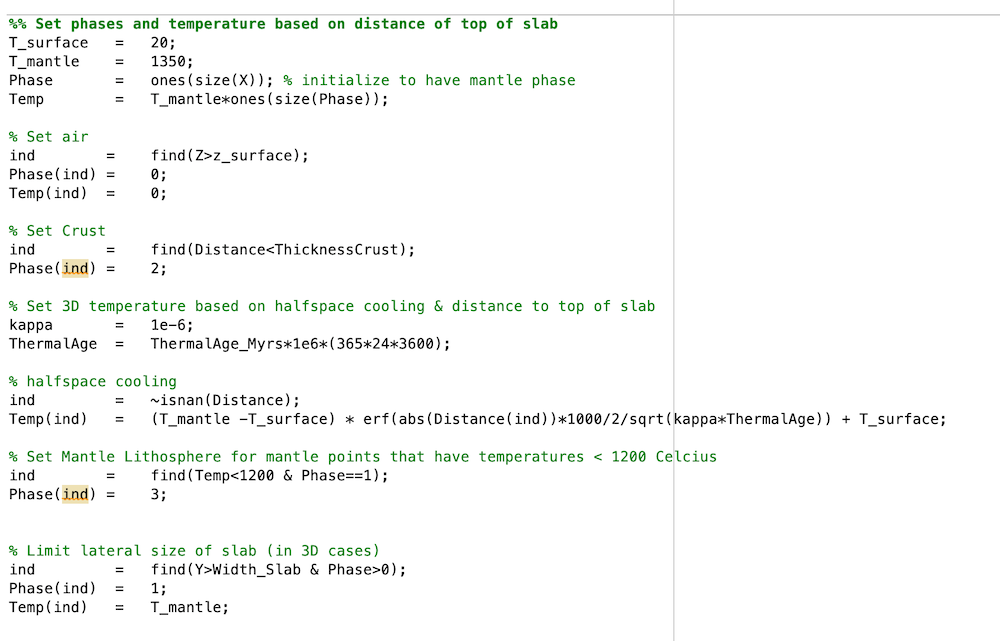 %% Set phases and temperature based on distance of top of slab
T_surface   =   20;
T_mantle    =   1350;
Phase       =   ones(size(X)); % initialize to have mantle phase
Temp        =   T_mantle*ones(size(Phase));
% Set air
ind        =    find(Z>z_surface);
Phase(ind) =    0;
Temp(ind)  =    0;
% Set Crust
ind        =    find(Distance<ThicknessCrust);
Phase(ind) =    2;
% Set 3D temperature based on halfspace cooling & distance to top of slab
kappa       =   1e-6;
ThermalAge  =   ThermalAge_Myrs*1e6*(365*24*3600);
% halfspace cooling
ind         =   ~isnan(Distance);
Temp(ind)   =   (T_mantle -T_surface) * erf(abs(Distance(ind))*1000/2/sqrt(kappa*ThermalAge)) + T_surface;
% Set Mantle Lithosphere for mantle points that have temperatures < 1200 Celcius
ind        =    find(Temp<1200 & Phase==1);
Phase(ind) =    3;
% Limit lateral size of slab (in 3D cases)
ind         =   find(Y>Width_Slab & Phase>0);
Phase(ind)  =   1;
Temp(ind)   =   T_mantle;